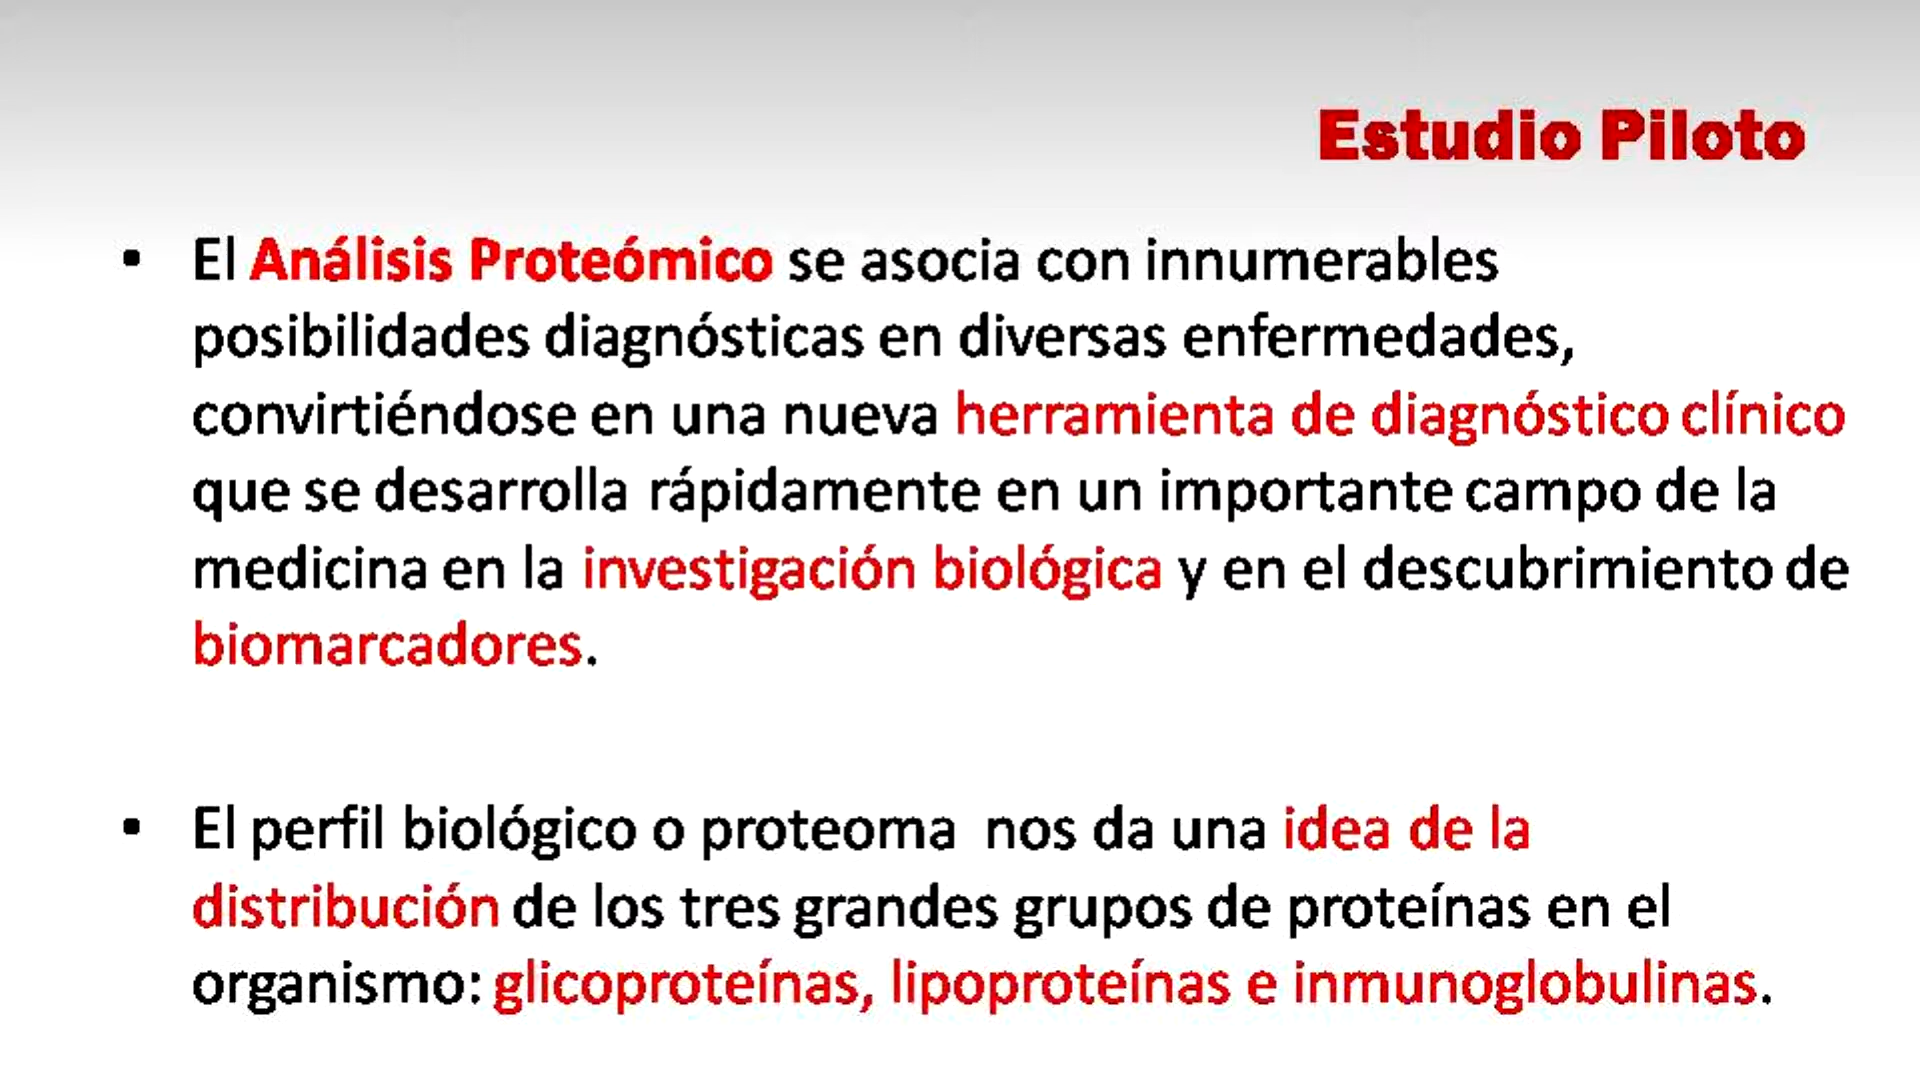 Estudio Piloto
• El Análisis Proteómico se asocia con innumerables
posibilidades diagnósticas en diversas enfermedades,
convirtiéndose en una nueva herramienta de diagnóstico clínico
que se desarrolla rápidamente en un importante campo de la
medicina en la investigación biológica y en el descubrimiento de
biomarcadores.
• El perfil biológico o proteoma nos da una idea de la
distribución de los tres grandes grupos de proteínas en el
organismo: glicoproteínas, lipoproteínas e inmunoglobulinas.